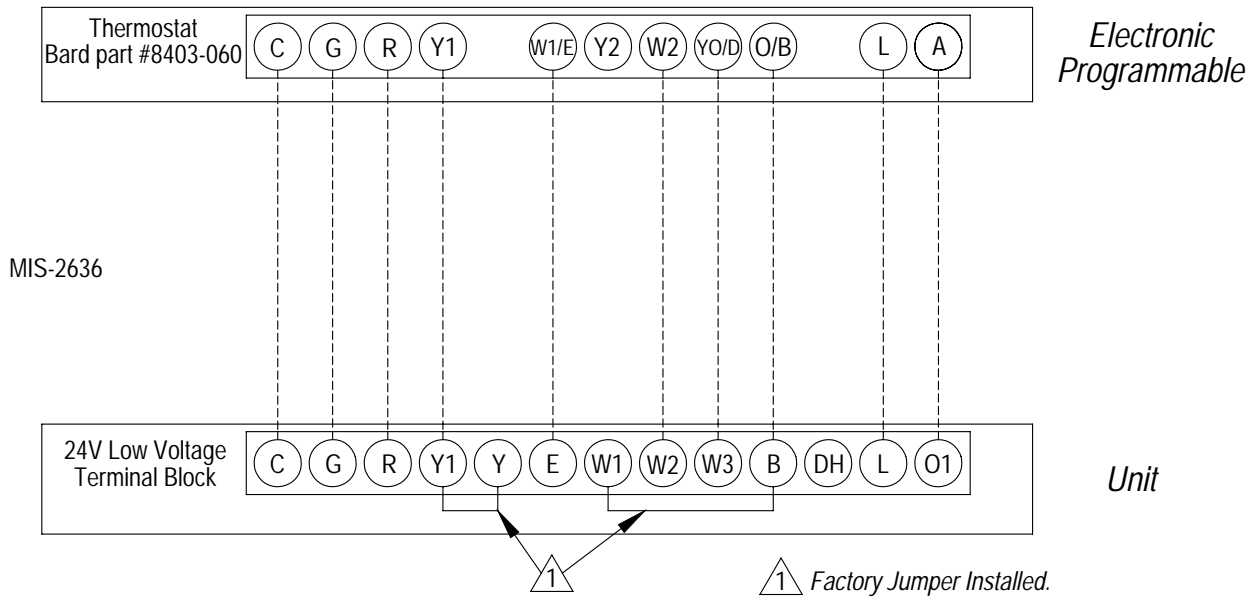 Thermostat
Bard part #8403-060
C G R Y1 W1/E Y2 W2 YO/D O/B L A
Electronic
Programmable
MIS-2636
24V Low Voltage
Terminal Block
C G R Y1 Y E W1 W2 W3 B DH L O1
Unit
1
1 Factory Jumper Installed.